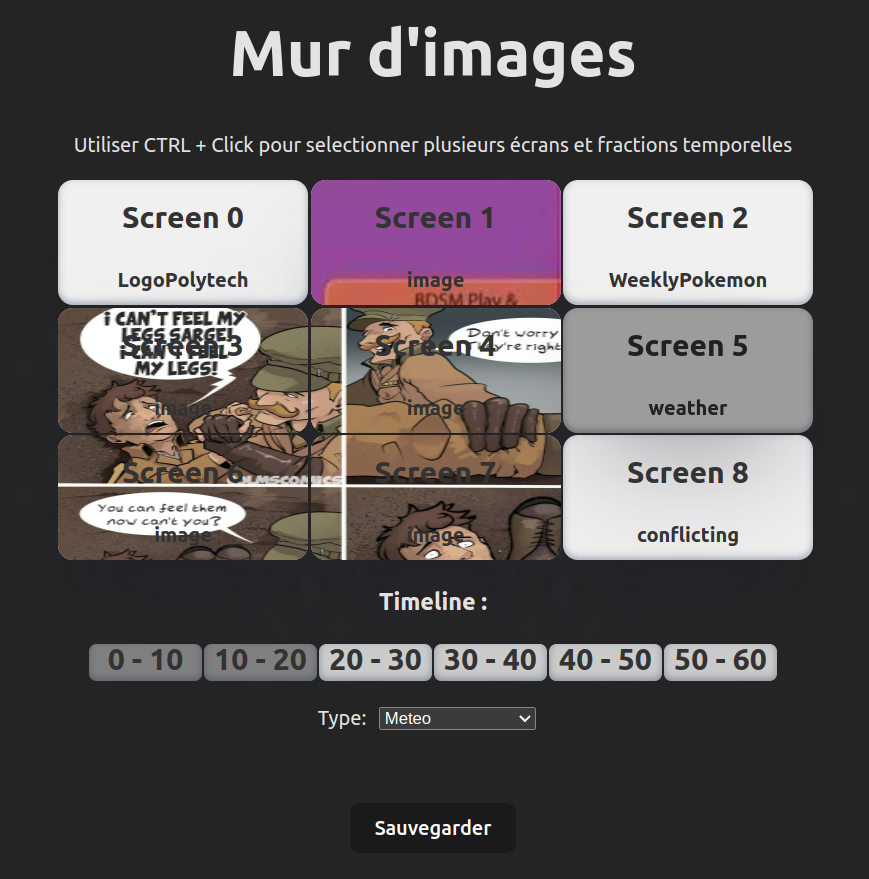 Mur d'images
Utiliser CTRL + Click pour selectionner plusieurs écrans et fractions temporelles
Screen 0
LogoPolytech
Screen 1
image
BDSM Play &
Screen 2
WeeklyPokemon
I CAN'T FEEL MY
LEGS SARGE!
I CAN'T FEEL
MY LEGS!
Screen 3
image
Don't worry
They're right
Screen 4
image
Screen 5
weather
Screen 6
image
You can feel them
now can't you?
Screen 7
image
Screen 8
conflicting
Timeline :
0 - 10
10 - 20
20 - 30
30 - 40
40 - 50
50 - 60
Type:
Meteo
Sauvegarder